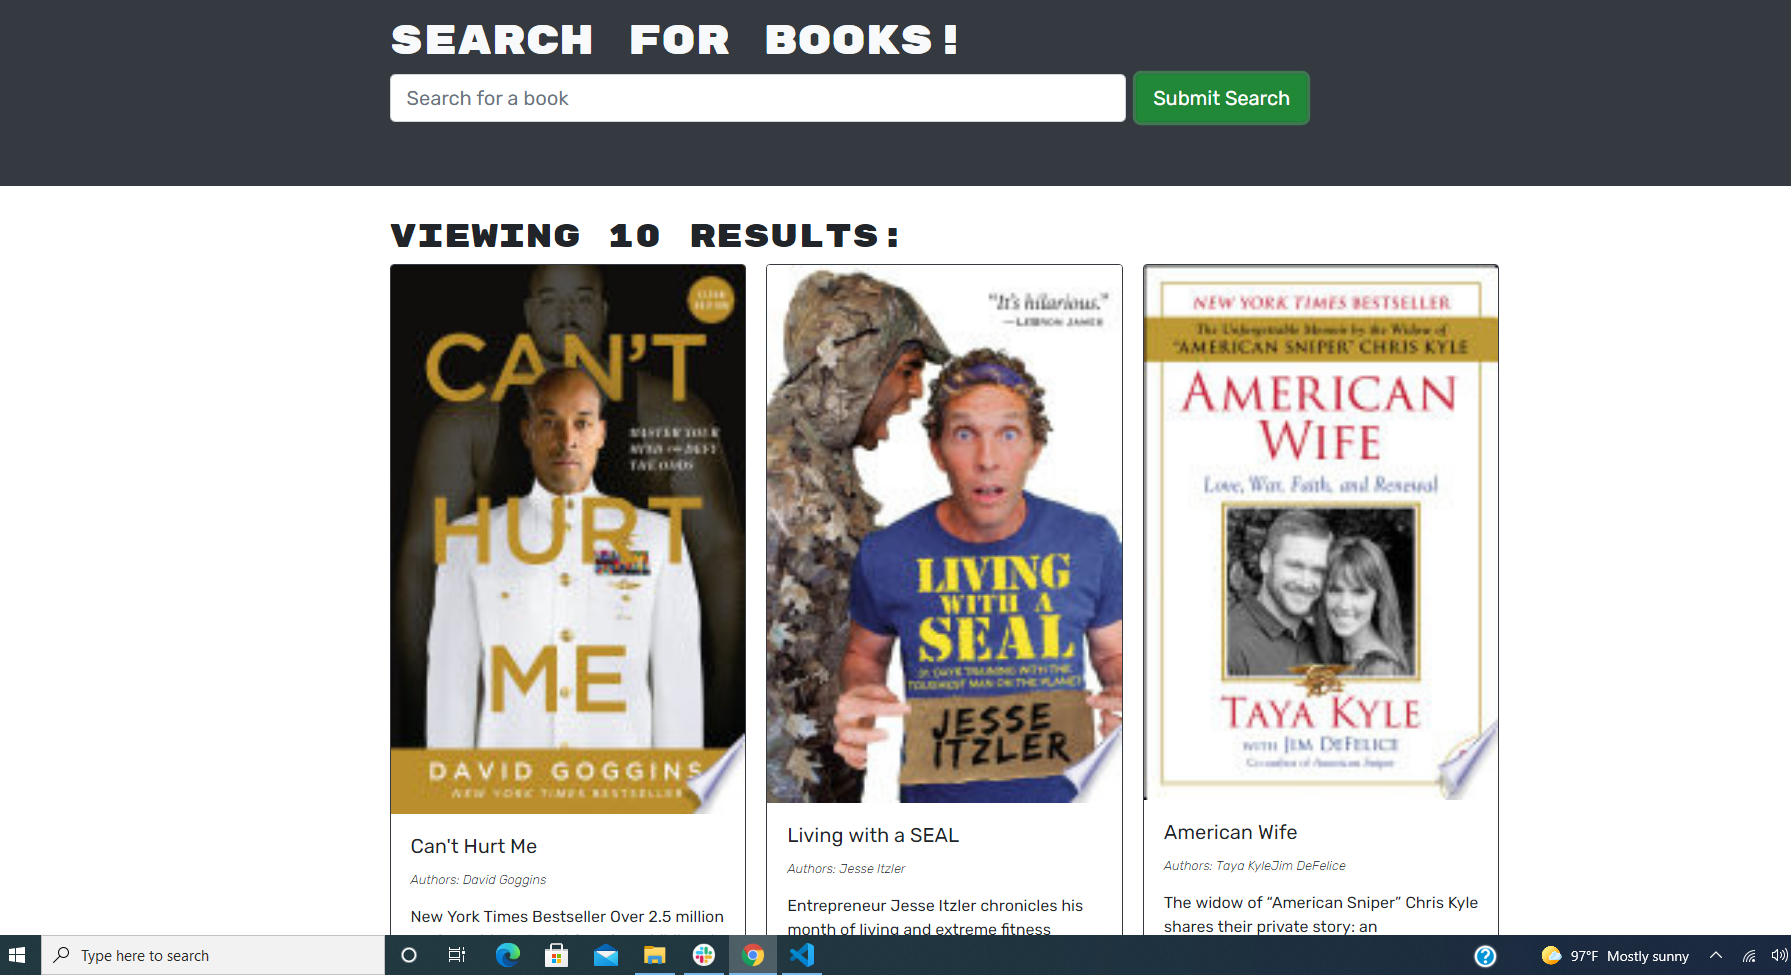 SEARCH FOR BOOKS!
Search for a book
Submit Search
VIEWING 10 RESULTS:
CAN'T
MASTER YOUR
MIND AND DEFY
THE ODDS
HURT
ME
DAVID GOGGINS
NEW YORK TIMES BESTSELLER
Can't Hurt Me
Authors: David Goggins
New York Times Bestseller Over 2.5 million
"It's hilarious."
—LEBRON JAMES
LIVING
WITH A
SEAL
31 DAYS TRAINING WITH THE
TOUGHEST MAN ON THE PLANET
JESSE
ITZLER
Living with a SEAL
Authors: Jesse Itzler
Entrepreneur Jesse Itzler chronicles his
month of living and extreme fitness
NEW YORK TIMES BESTSELLER
The Unforgettable Memoir by the Widow of
"AMERICAN SNIPER" CHRIS KYLE
AMERICAN
WIFE
Love, War, Faith, and Renewal
TAYA KYLE
WITH JIM DEFELICE
Co-author of American Sniper
American Wife
Authors: Taya KyleJim DeFelice
The widow of “American Sniper” Chris Kyle
shares their private story: an
Type here to search
97°F Mostly sunny